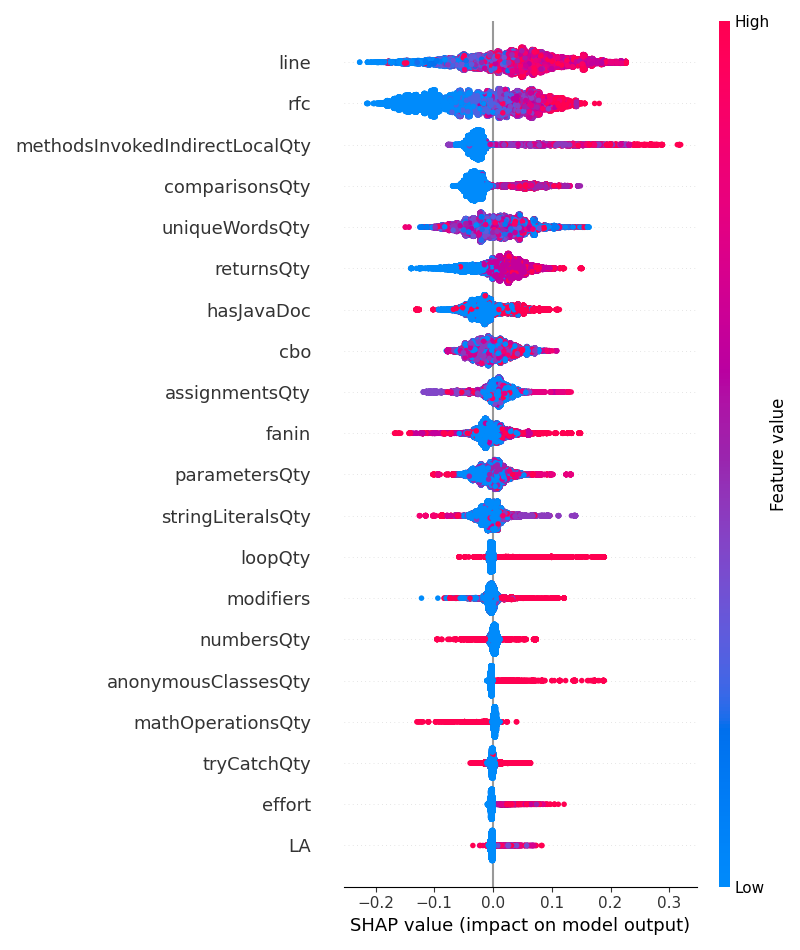 High
line
rfc
methodsInvokedIndirectLocalQty
comparisonsQty
uniqueWordsQty
returnsQty
hasJavaDoc
cbo
assignmentsQty
fanin
parametersQty
stringLiteralsQty
loopQty
modifiers
numbersQty
anonymousClassesQty
mathOperationsQty
tryCatchQty
effort
LA
Feature value
Low
−0.2 −0.1 0.0 0.1 0.2 0.3
SHAP value (impact on model output)